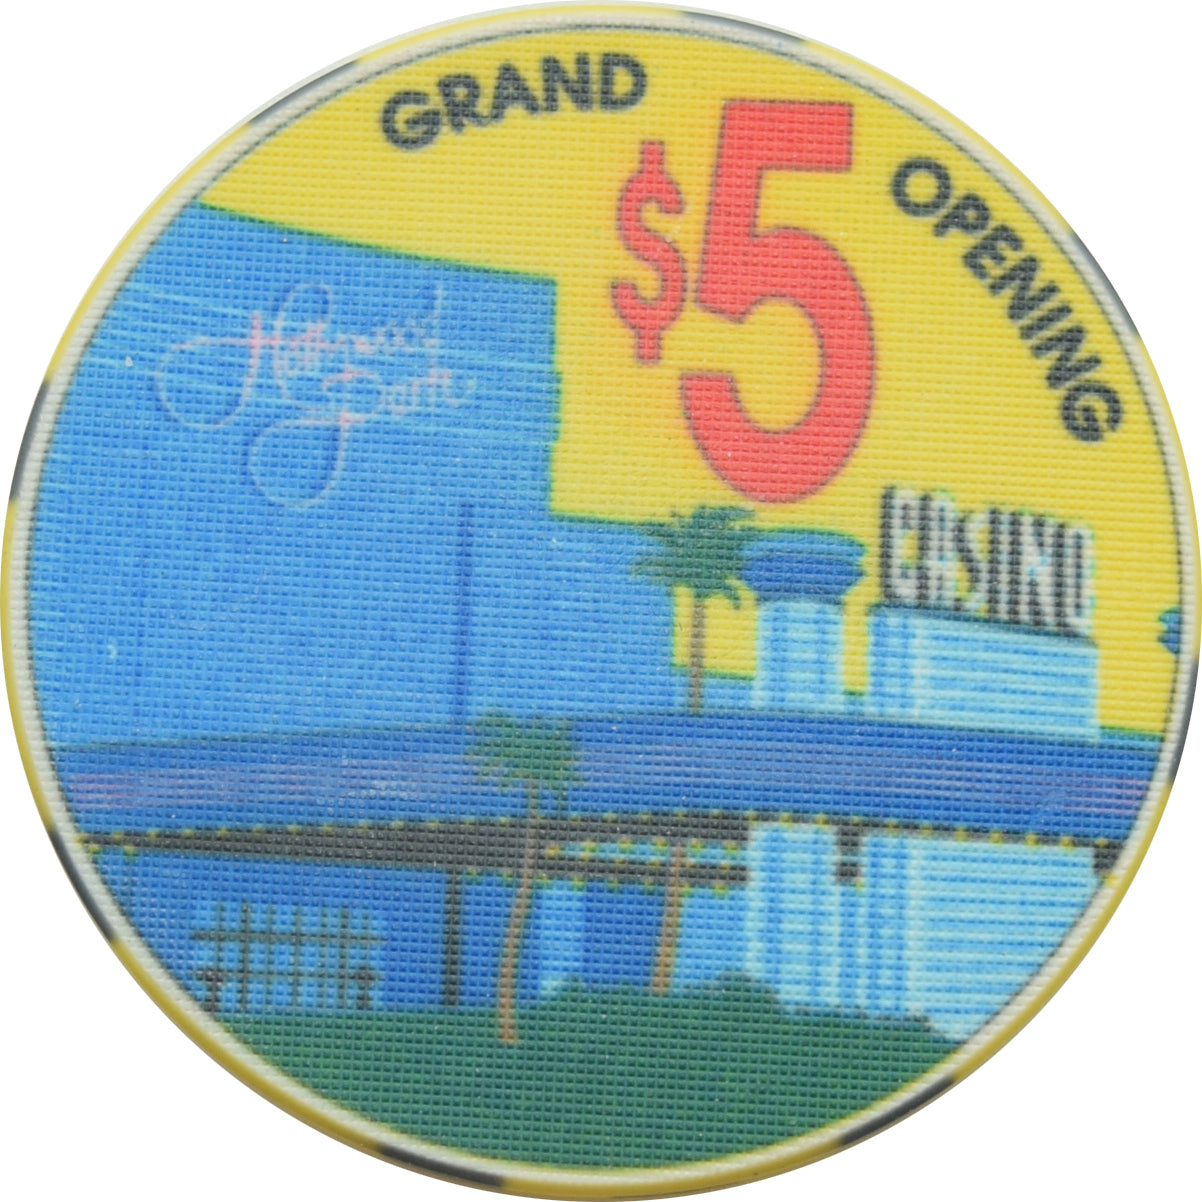 GRAND OPENING
$5
Hollywood
Park
CASINO